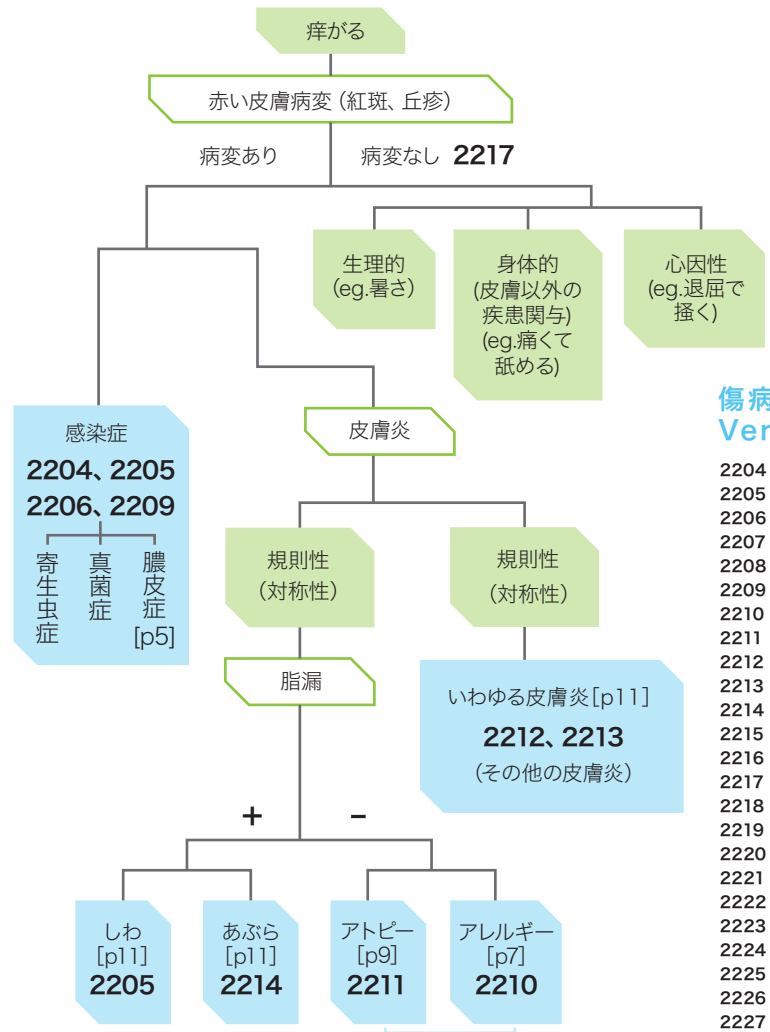 痒がる
赤い皮膚病変（紅斑、丘疹）
病変あり
病変なし 2217
生理的
（eg.暑さ）
身体的
(皮膚以外の
疾患関与)
(eg.痛くて
舐める)
心因性
(eg.退屈で
掻く)
感染症
2204、2205
2206、2209
寄生虫症
真菌症
膿皮症
[p5]
皮膚炎
規則性
（対称性）
規則性
（対称性）
脂漏
いわゆる皮膚炎［p11］
2212、2213
（その他の皮膚炎）
+
-
しわ
［p11］
2205
あぶら
［p11］
2214
アトピー
［p9］
2211
アレルギー
［p7］
2210
傷病
Ver
2204
2205
2206
2207
2208
2209
2210
2211
2212
2213
2214
2215
2216
2217
2218
2219
2220
2221
2222
2223
2224
2225
2226
2227